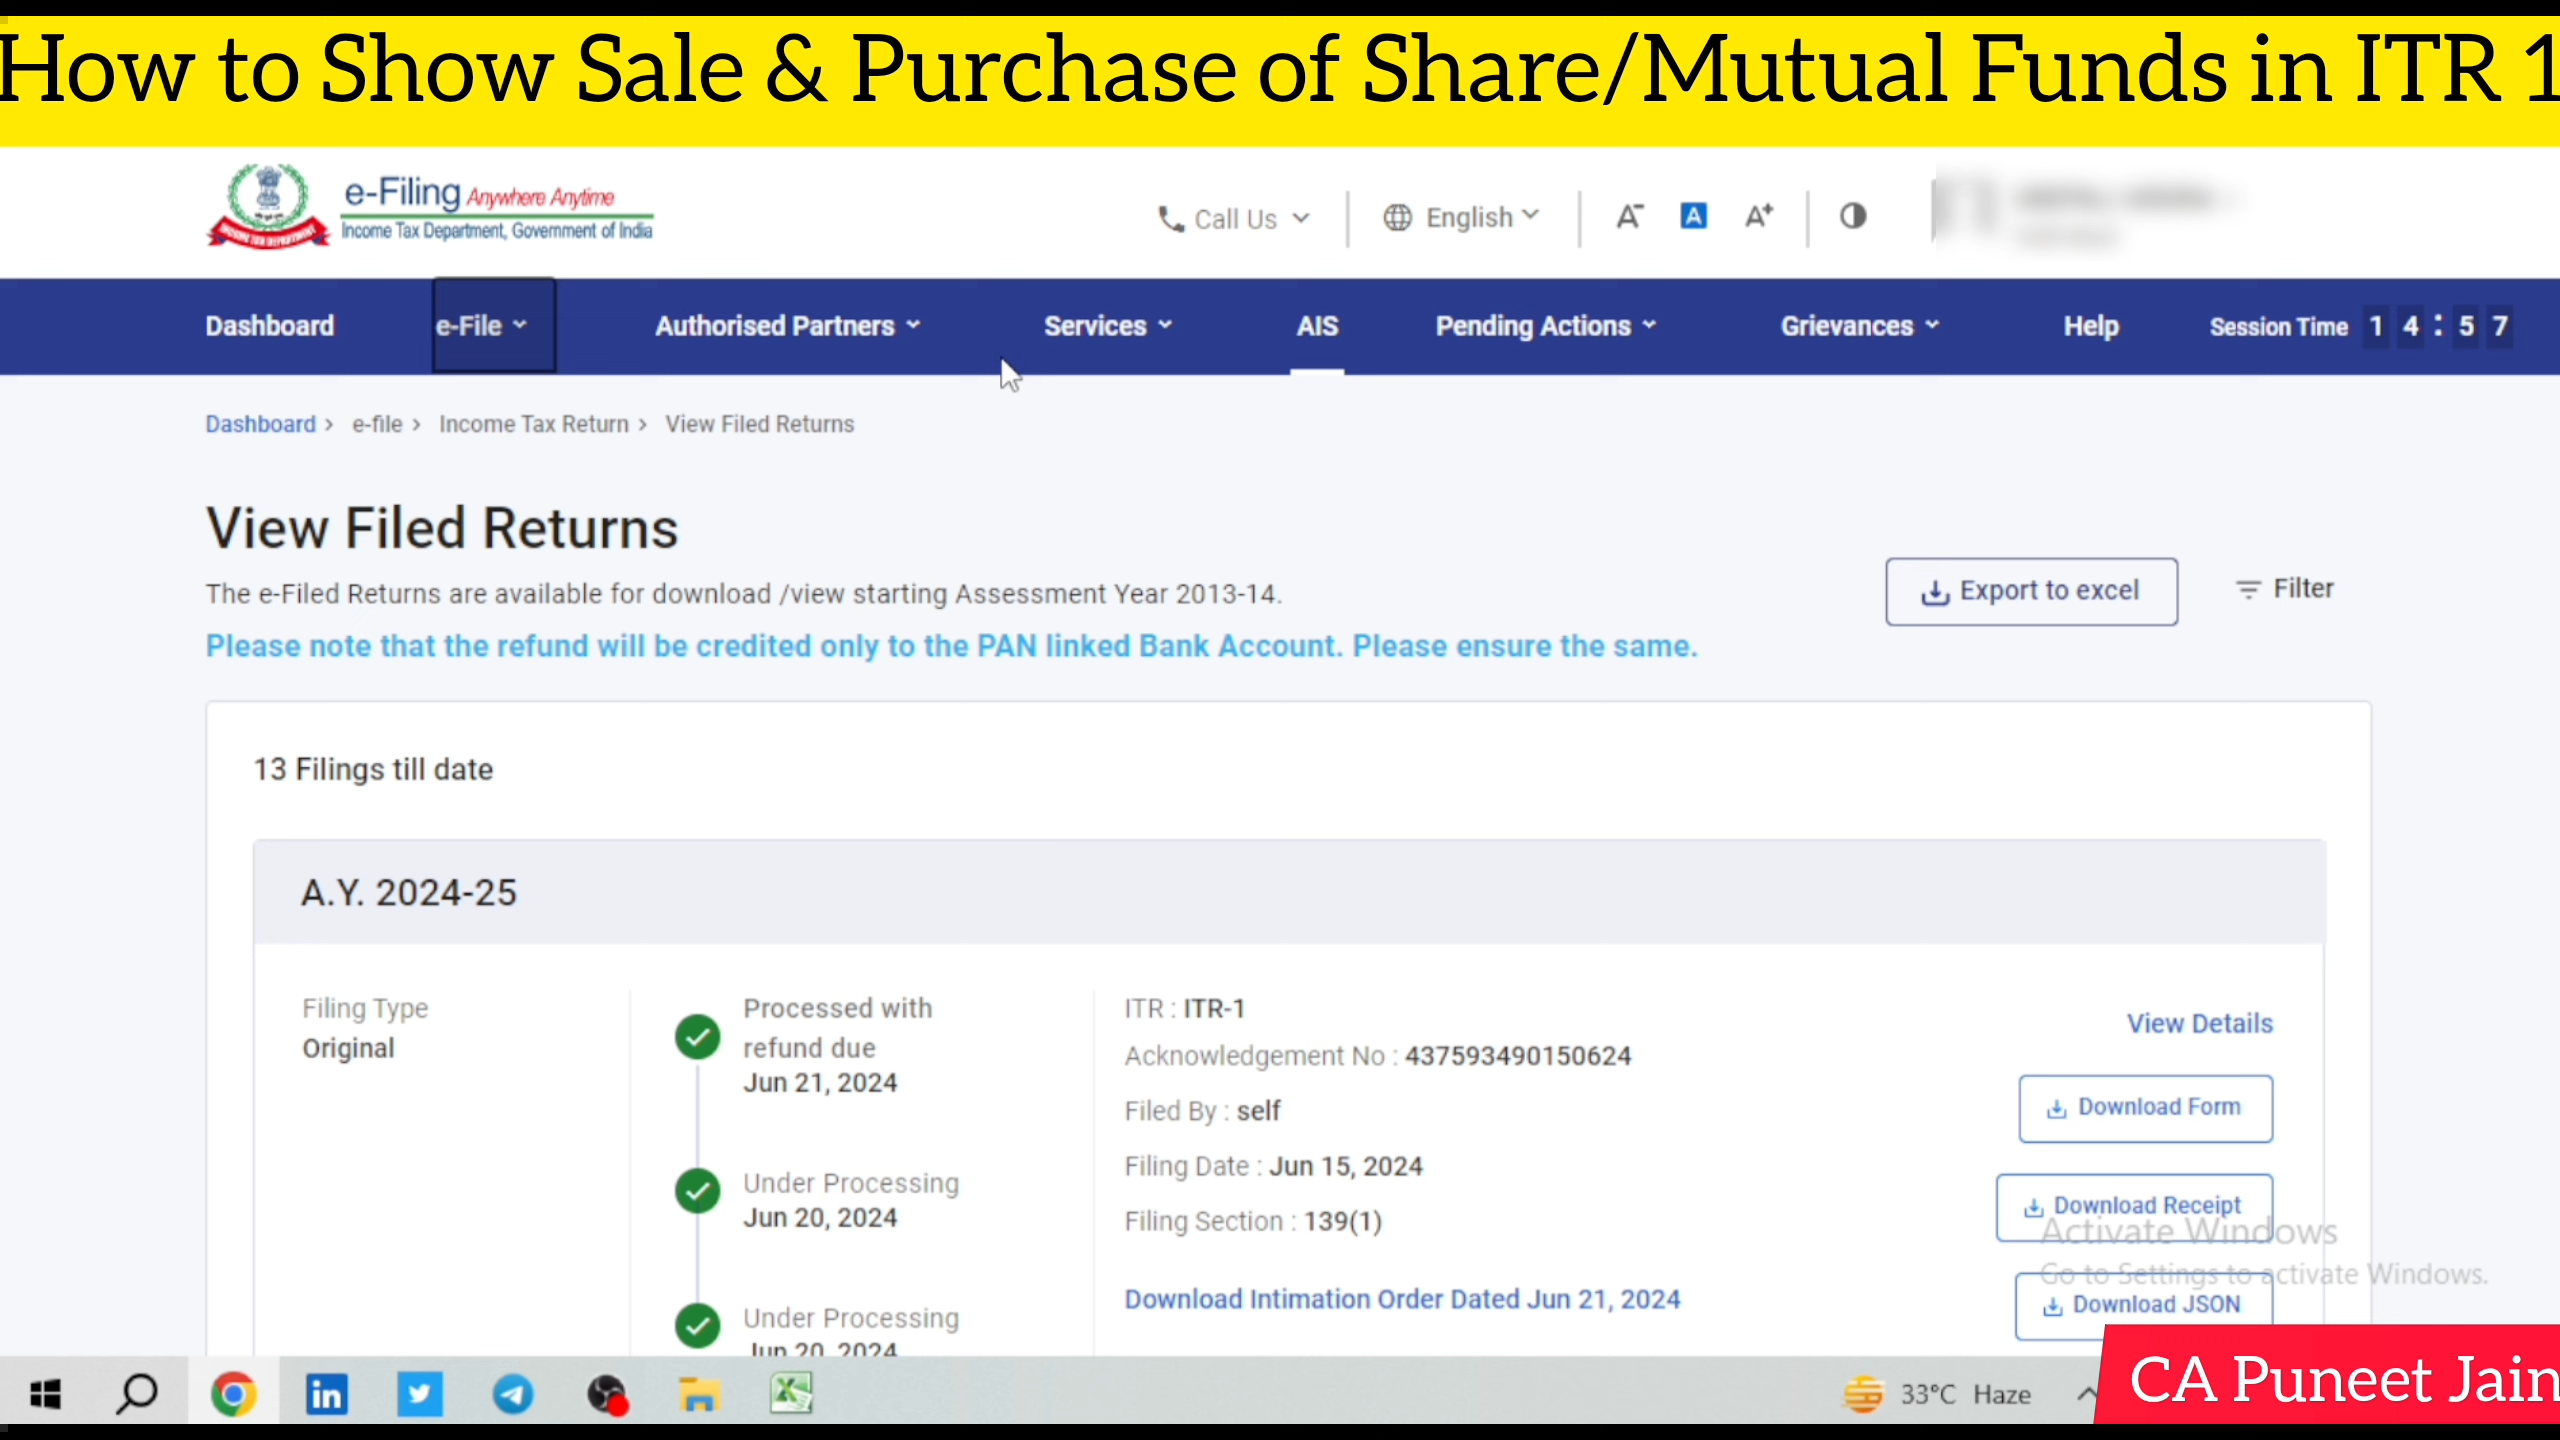 How to Show Sale & Purchase of Share/Mutual Funds in ITR 1
e-Filing Anywhere Anytime
Income Tax Department, Government of India
Call Us
English
A- A A+
Dashboard e-File Authorised Partners Services AIS Pending Actions Grievances Help Session Time 1 4 : 5 7
Dashboard > e-file > Income Tax Return > View Filed Returns
View Filed Returns
The e-Filed Returns are available for download /view starting Assessment Year 2013-14.
Export to excel
Filter
Please note that the refund will be credited only to the PAN linked Bank Account. Please ensure the same.
13 Filings till date
A.Y. 2024-25
Filing Type
Original
Processed with
refund due
Jun 21, 2024
Under Processing
Jun 20, 2024
Under Processing
Jun 20, 2024
ITR : ITR-1
Acknowledgement No : 437593490150624
Filed By : self
Filing Date : Jun 15, 2024
Filing Section : 139(1)
Download Intimation Order Dated Jun 21, 2024
View Details
Download Form
Download Receipt
Activate Windows
Go to Settings to activate Windows.
Download JSON
33°C Haze
CA Puneet Jain